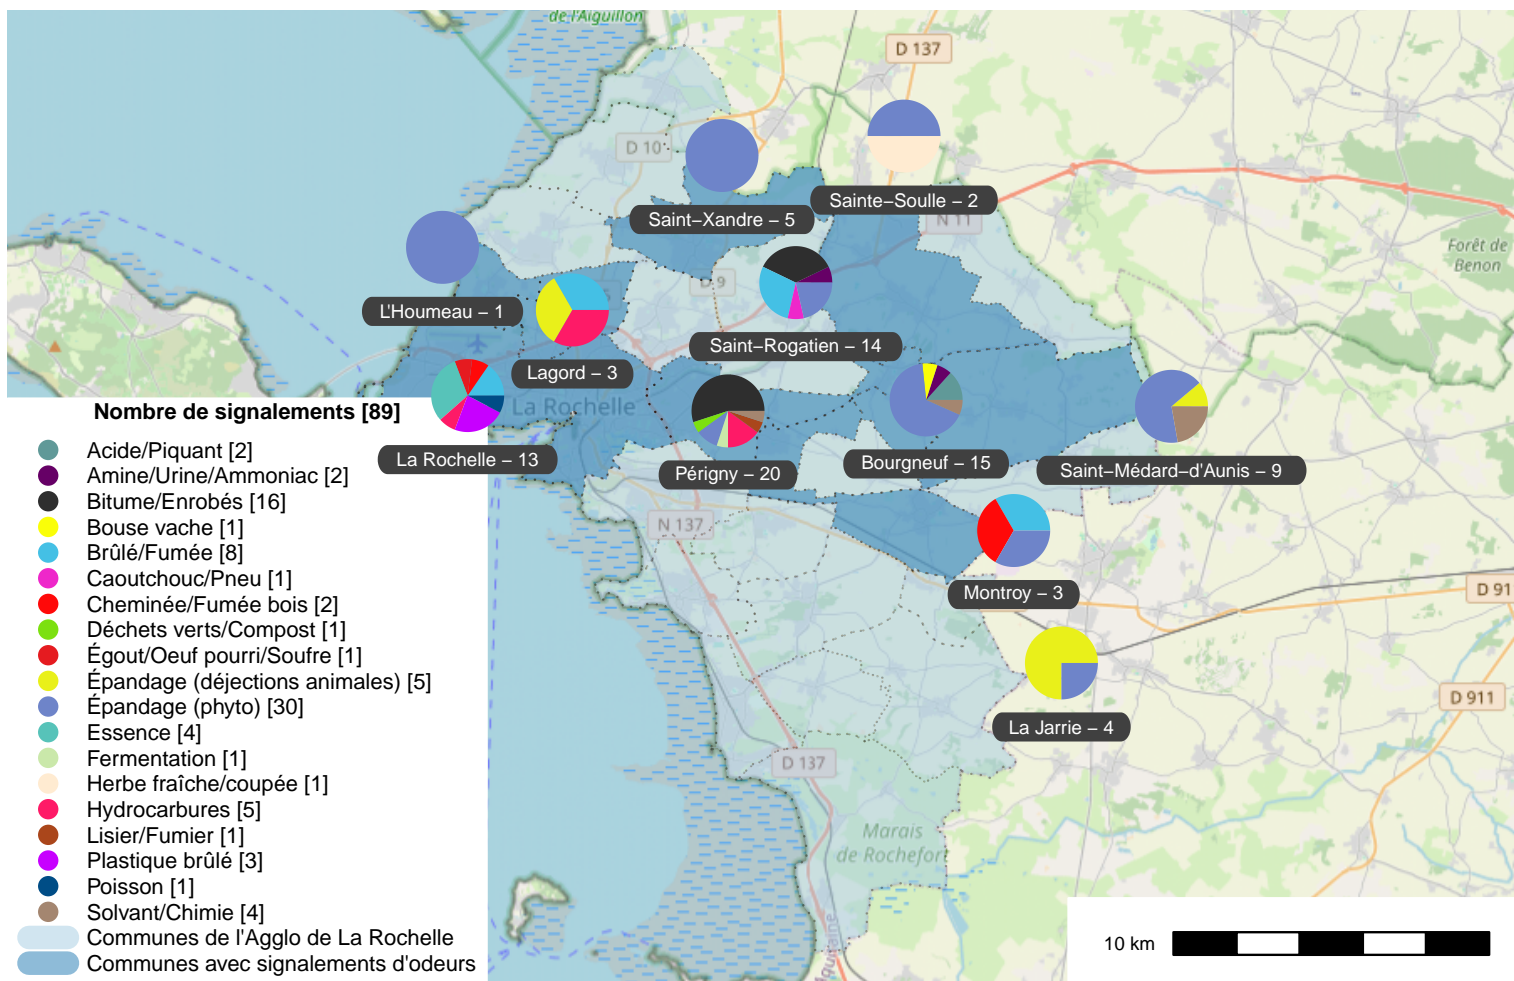 de l'Aiguillon
D 137
D 10
Sainte–Soulle – 2
Saint–Xandre – 5
N 11
Forêt de
Benon
D 9
L'Houmeau – 1
Saint–Rogatien – 14
Lagord – 3
La Rochelle
La Rochelle – 13
Périgny – 20
Bourgneuf – 15
Saint–Médard–d'Aunis – 9
N 137
Montroy – 3
D 91
La Jarrie – 4
D 911
D 137
Marais
de Rochefort
Aquitaine
Nombre de signalements [89]
Acide/Piquant [2]
Amine/Urine/Ammoniac [2]
Bitume/Enrobés [16]
Bouse vache [1]
Brûlé/Fumée [8]
Caoutchouc/Pneu [1]
Cheminée/Fumée bois [2]
Déchets verts/Compost [1]
Égout/Oeuf pourri/Soufre [1]
Épandage (déjections animales) [5]
Épandage (phyto) [30]
Essence [4]
Fermentation [1]
Herbe fraîche/coupée [1]
Hydrocarbures [5]
Lisier/Fumier [1]
Plastique brûlé [3]
Poisson [1]
Solvant/Chimie [4]
Communes de l'Agglo de La Rochelle
Communes avec signalements d'odeurs
10 km